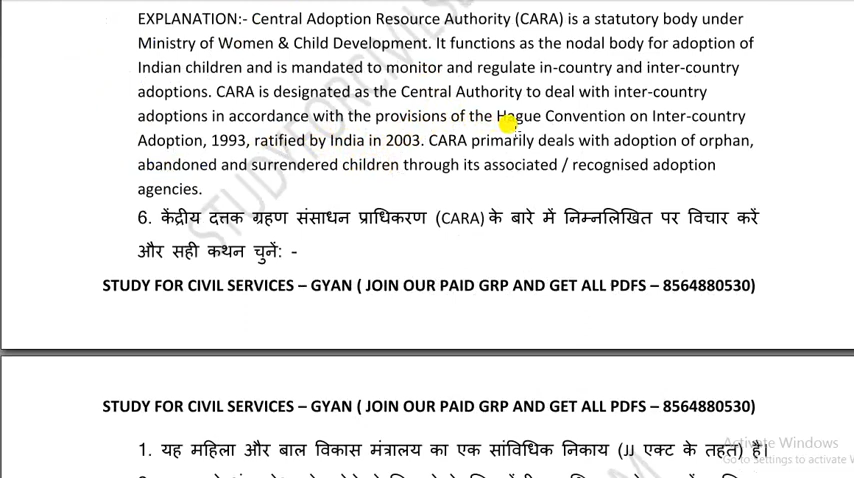 EXPLANATION:- Central Adoption Resource Authority (CARA) is a statutory body under
Ministry of Women & Child Development. It functions as the nodal body for adoption of
Indian children and is mandated to monitor and regulate in-country and inter-country
adoptions. CARA is designated as the Central Authority to deal with inter-country
adoptions in accordance with the provisions of the Hague Convention on Inter-country
Adoption, 1993, ratified by India in 2003. CARA primarily deals with adoption of orphan,
abandoned and surrendered children through its associated / recognised adoption
agencies.
6. केंद्रीय दत्तक ग्रहण संसाधन प्राधिकरण (CARA) के बारे में निम्नलिखित पर विचार करें
और सही कथन चुनें: -
STUDY FOR CIVIL SERVICES – GYAN ( JOIN OUR PAID GRP AND GET ALL PDFS – 8564880530)
STUDY FOR CIVIL SERVICES – GYAN ( JOIN OUR PAID GRP AND GET ALL PDFS – 8564880530)
1. यह महिला और बाल विकास मंत्रालय का एक सांविधिक निकाय (JJ एक्ट के तहत) है।
Activate Windows
Go to Settings to activate